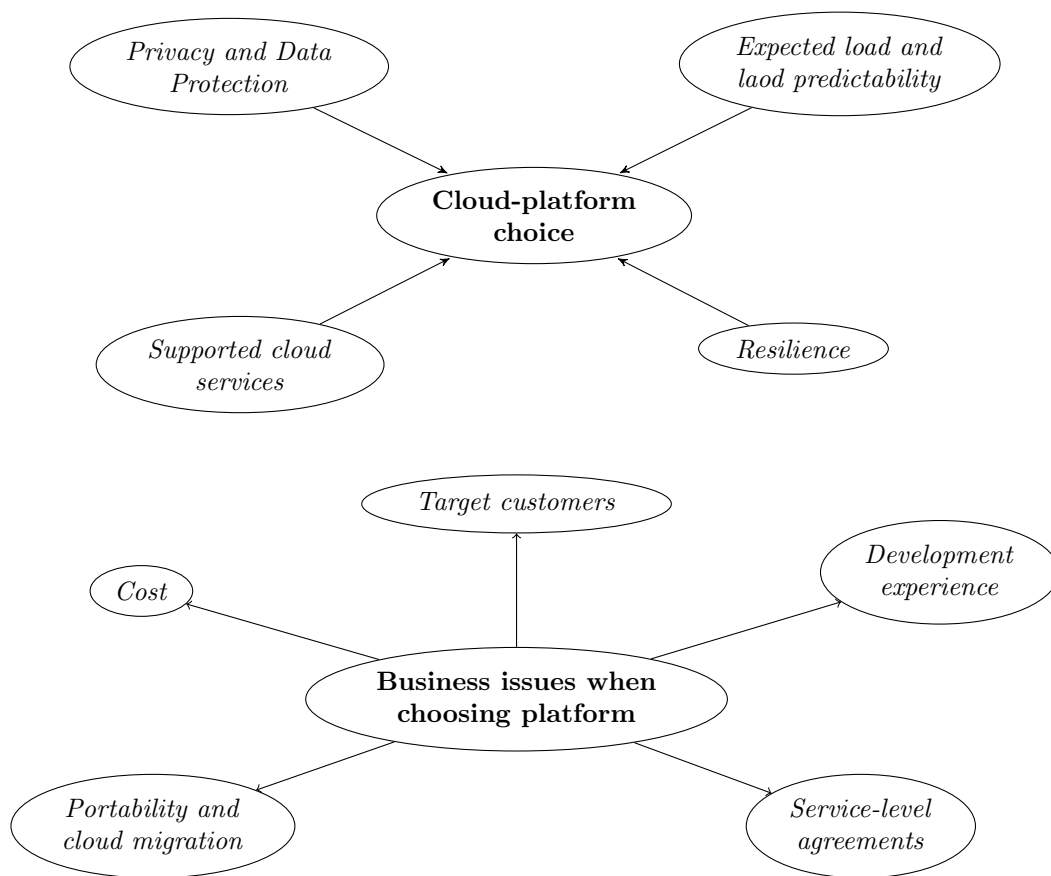 Privacy and Data
Protection
Expected load and
laod predictability
Cloud-platform
choice
Supported cloud
services
Resilience
Target customers
Development
experience
Cost
Business issues when
choosing platform
Portability and
cloud migration
Service-level
agreements